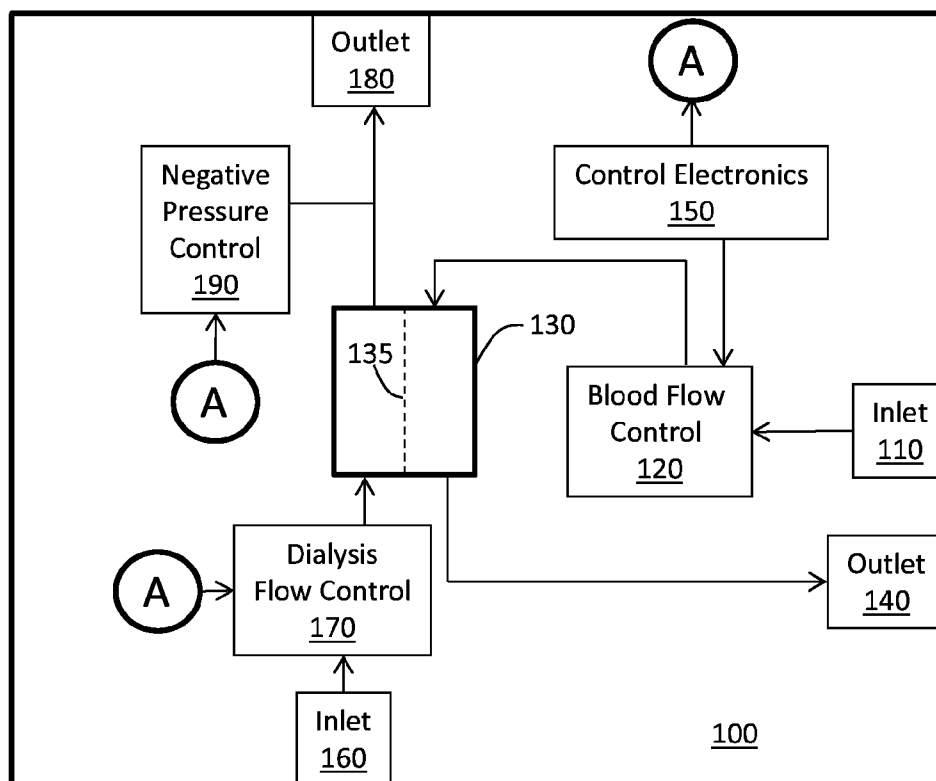 Outlet
180
A
Negative
Pressure
Control
190
Control Electronics
150
130
135
A
Blood Flow
Control
120
Inlet
110
Dialysis
Flow Control
170
A
Outlet
140
Inlet
160
100